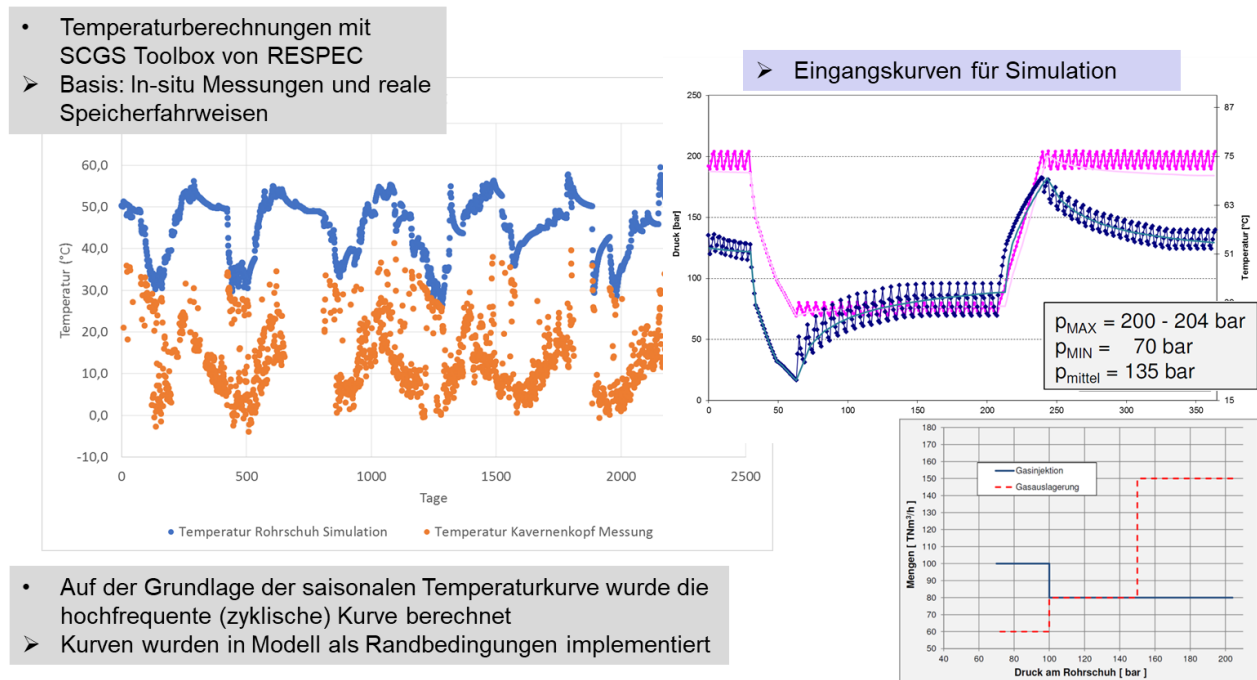 • Temperaturberechnungen mit
SCGS Toolbox von RESPEC
➢ Basis: In-situ Messungen und reale
Speicherfahrweisen
Temperatur (°C)
60,0
50,0
40,0
30,0
20,0
10,0
0,0
-10,0
0 500 1000 1500 2000 2500
Tage
Temperatur Rohrschuh Simulation Temperatur Kavernenkopf Messung
➢ Eingangskurven für Simulation
Druck [bar]
250
200
150
100
50
0
0 50 100 150 200 250 300 350
87
75
63
51
15
Temperatur [°C]
pMAX = 200 - 204 bar
pMIN = 70 bar
pmittel = 135 bar
Mengen [ TNm³/h ]
180
170
160
150
140
130
120
110
100
90
80
70
60
50
Gasinjektion
Gasauslagerung
40 60 80 100 120 140 160 180 200
Druck am Rohrschuh [ bar ]
• Auf der Grundlage der saisonalen Temperaturkurve wurde die
hochfrequente (zyklische) Kurve berechnet
➢ Kurven wurden in Modell als Randbedingungen implementiert